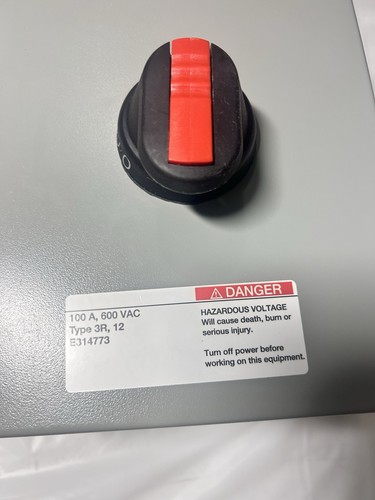 O
100 A, 600 VAC
Type 3R, 12
E314773
⚠ DANGER
HAZARDOUS VOLTAGE
Will cause death, burn or
serious injury.
Turn off power before
working on this equipment.